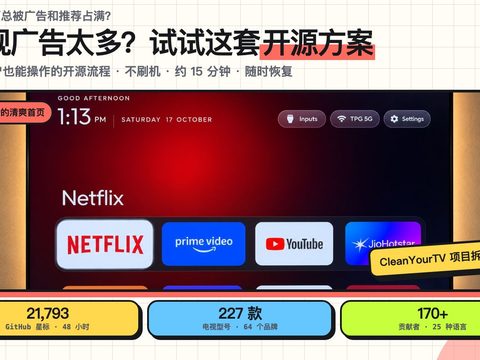 总被广告和推荐占满?
视广告太多?试试这套开源方案
也能操作的开源流程 · 不刷机 · 约 15 分钟 · 随时恢复
的清爽首页
GOOD AFTERNOON
1:13 PM | SATURDAY 17 OCTOBER
Inputs
TPG 5G
Settings
Netflix
NETFLIX
prime video
YouTube
JioHotstar
CleanYourTV 项目拆
21,793
GitHub 星标 · 48 小时
227 款
电视型号 · 64 个品牌
170+
贡献者 · 25 种语言